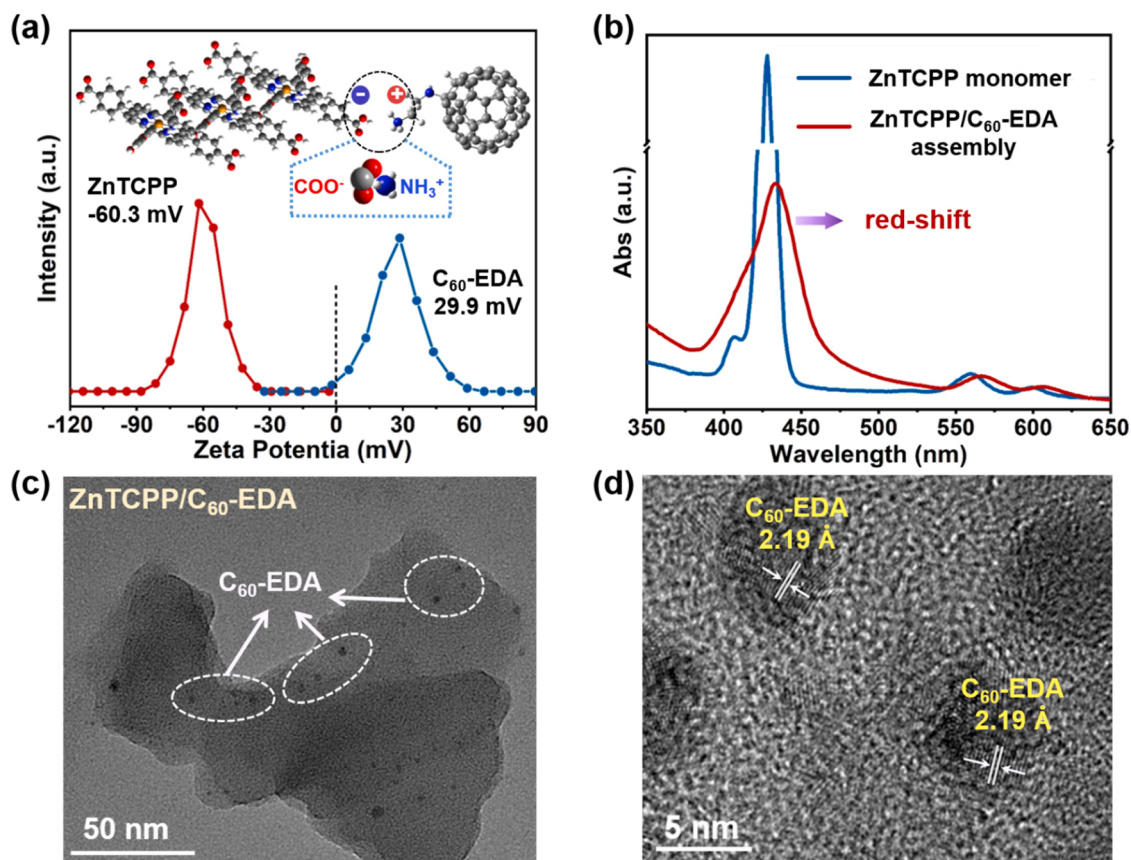 (a)
ZnTCPP
-60.3 mV
COO⁻
NH₃⁺
C₆₀-EDA
29.9 mV
Intensity (a.u.)
-120
-90
-60
-30
0
30
60
90
Zeta Potentia (mV)
(b)
ZnTCPP monomer
ZnTCPP/C₆₀-EDA
assembly
red-shift
Abs (a.u.)
350
400
450
500
550
600
650
Wavelength (nm)
(c)
ZnTCPP/C₆₀-EDA
C₆₀-EDA
50 nm
(d)
C₆₀-EDA
2.19 Å
C₆₀-EDA
2.19 Å
5 nm